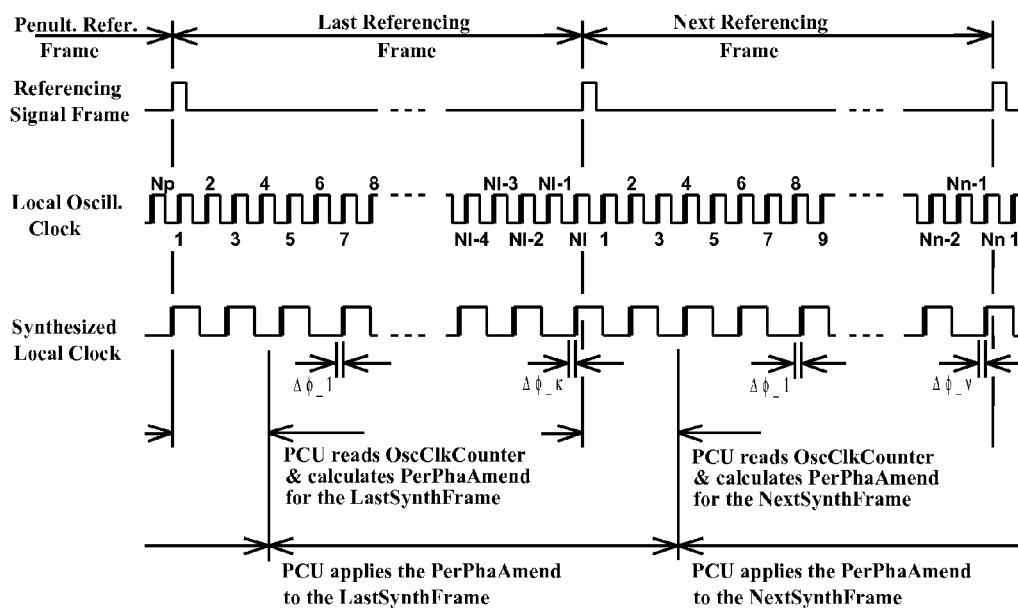 Penult. Refer.
Frame
Last Referencing
Frame
Next Referencing
Frame
Referencing
Signal Frame
Np 2 4 6 8 Nl-3 Nl-1 2 4 6 8 Nn-1
Local Oscill.
Clock
1 3 5 7 Nl-4 Nl-2 Nl 1 3 5 7 9 Nn-2 Nn 1
Synthesized
Local Clock
Δϕ_1 Δϕ_κ Δϕ_1 Δϕ_ν
PCU reads OscClkCounter
& calculates PerPhaAmend
for the LastSynthFrame
PCU reads OscClkCounter
& calculates PerPhaAmend
for the NextSynthFrame
PCU applies the PerPhaAmend
to the LastSynthFrame
PCU applies the PerPhaAmend
to the NextSynthFrame